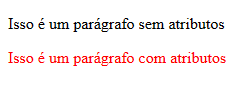 Isso é um parágrafo sem atributos
Isso é um parágrafo com atributos